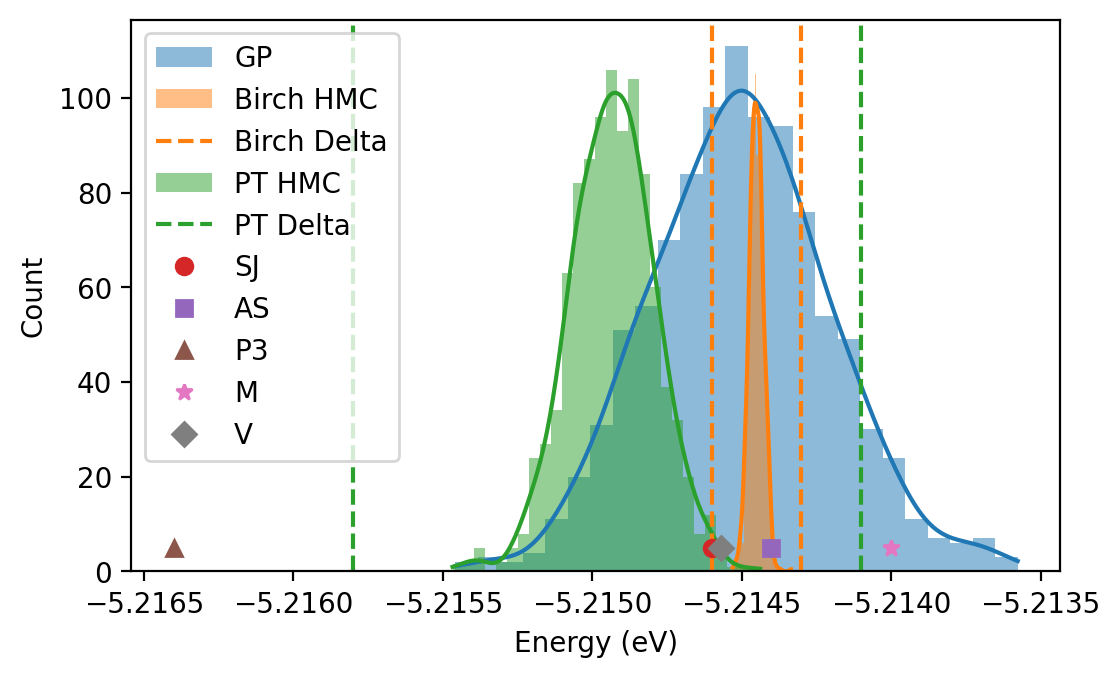 GP
Birch HMC
Birch Delta
PT HMC
PT Delta
SJ
AS
P3
M
V
Count
100
80
60
40
20
0
−5.2165 −5.2160 −5.2155 −5.2150 −5.2145 −5.2140 −5.2135
Energy (eV)